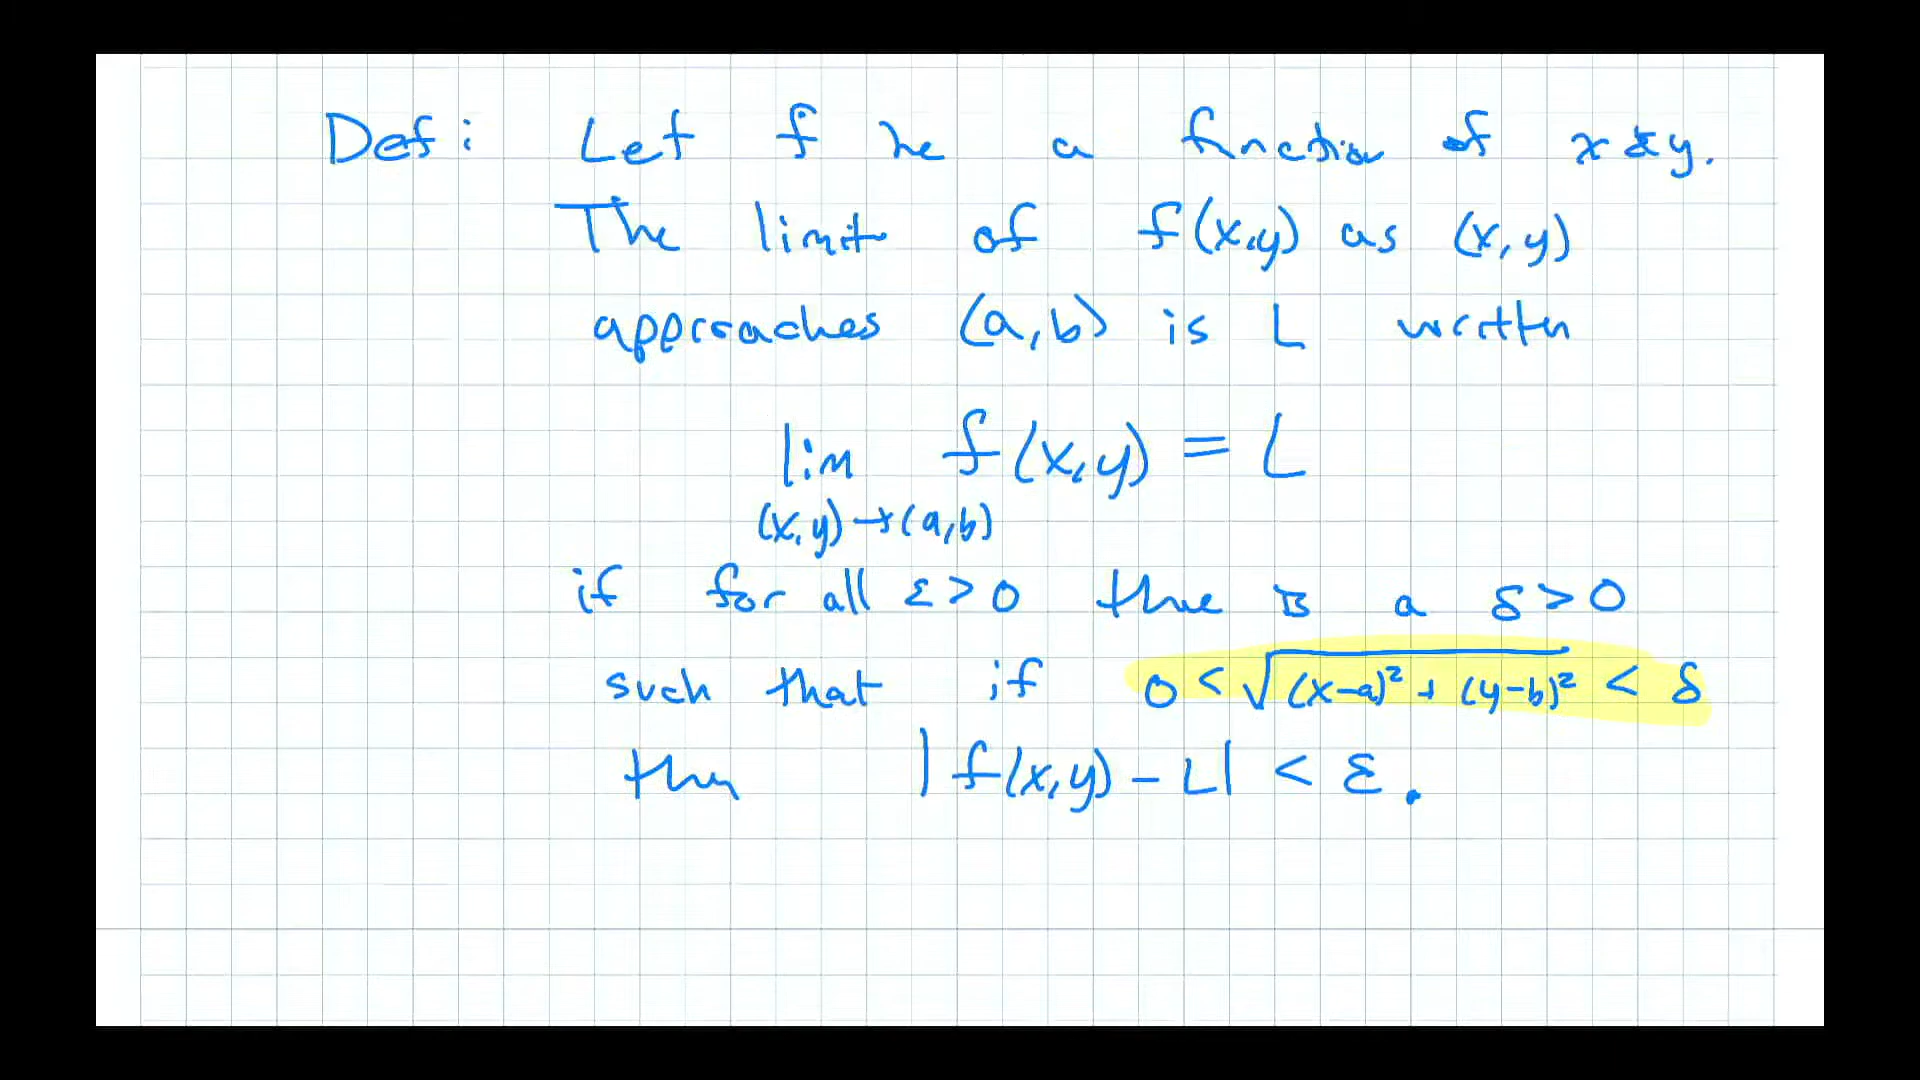 Def: Let f be a function of x & y.
The limit of f(x,y) as (x,y)
approaches (a,b) is L written
lim f(x,y) = L
(x,y)→(a,b)
if for all ε > 0 there is a δ > 0
such that if 0 < √(x-a)² + (y-b)² < δ
then |f(x,y) - L| < ε.